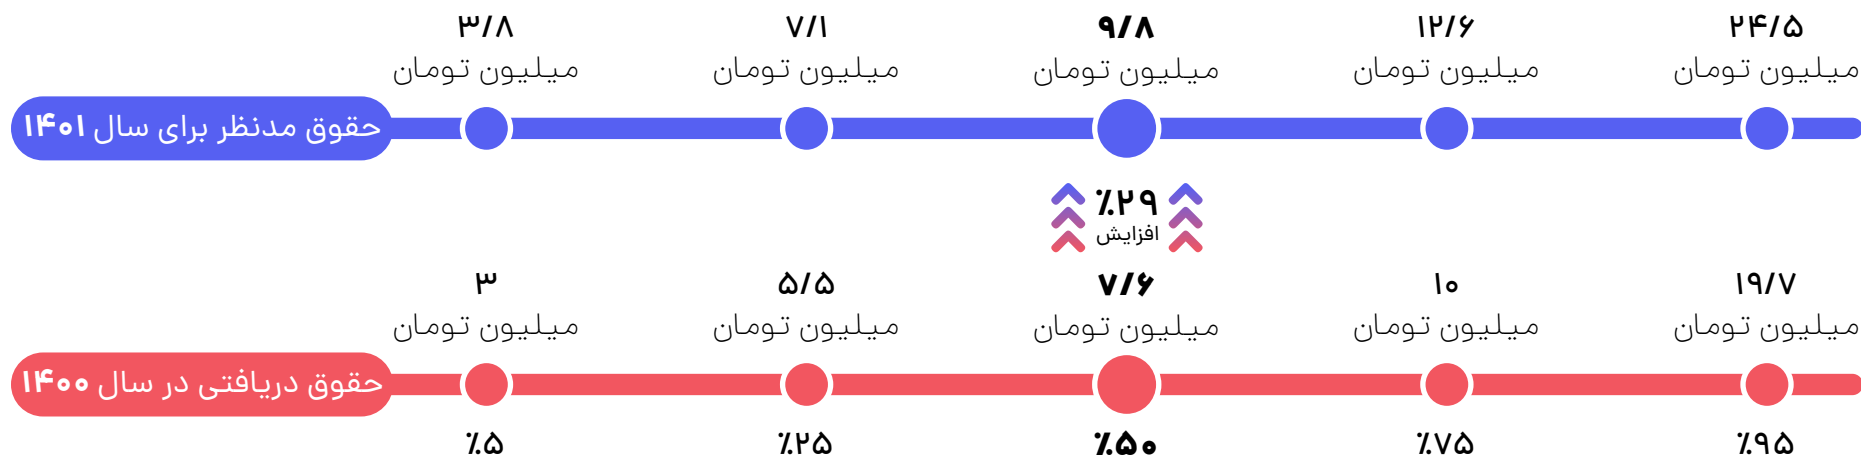 ۳/۸
میلیون تومان
۷/۱
میلیون تومان
۹/۸
میلیون تومان
۱۲/۶
میلیون تومان
۲۴/۵
میلیون تومان
حقوق مدنظر برای سال ۱۴۰۱
٪۲۹
افزایش
۳
میلیون تومان
۵/۵
میلیون تومان
۷/۶
میلیون تومان
۱۰
میلیون تومان
۱۹/۷
میلیون تومان
حقوق دریافتی در سال ۱۴۰۰
٪۵
٪۲۵
٪۵۰
٪۷۵
٪۹۵